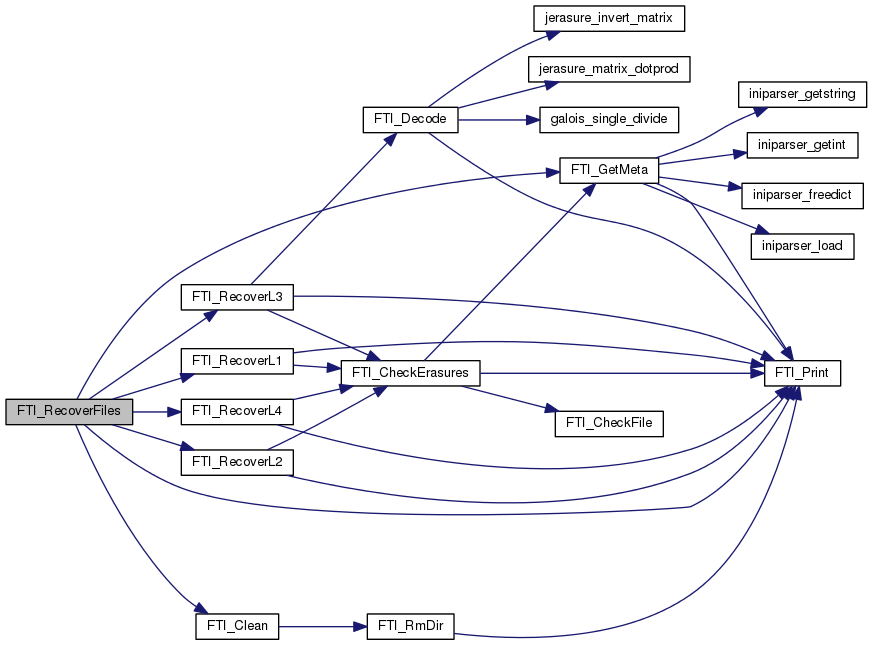 jerasure_invert_matrix
jerasure_matrix_dotprod
iniparser_getstring
FTI_Decode
galois_single_divide
iniparser_getint
FTI_GetMeta
iniparser_freedict
iniparser_load
FTI_RecoverL3
FTI_RecoverL1
FTI_CheckErasures
FTI_Print
FTI_RecoverFiles
FTI_RecoverL4
FTI_CheckFile
FTI_RecoverL2
FTI_Clean
FTI_RmDir